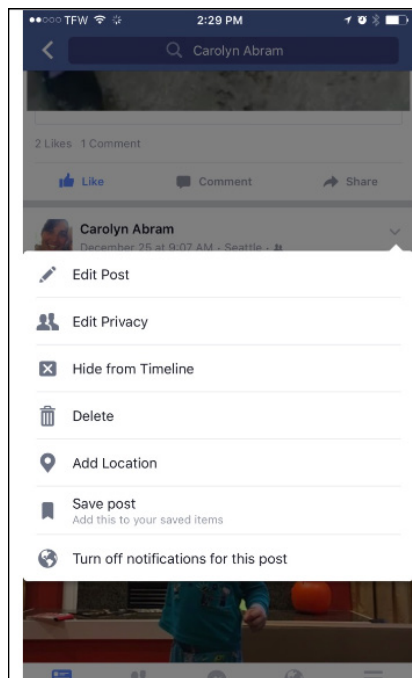 TFW 2:29 PM
Carolyn Abram
2 Likes 1 Comment
Like Comment Share
Carolyn Abram
December 25 at 9:07 AM · Seattle ·
Edit Post
Edit Privacy
Hide from Timeline
Delete
Add Location
Save post
Add this to your saved items
Turn off notifications for this post